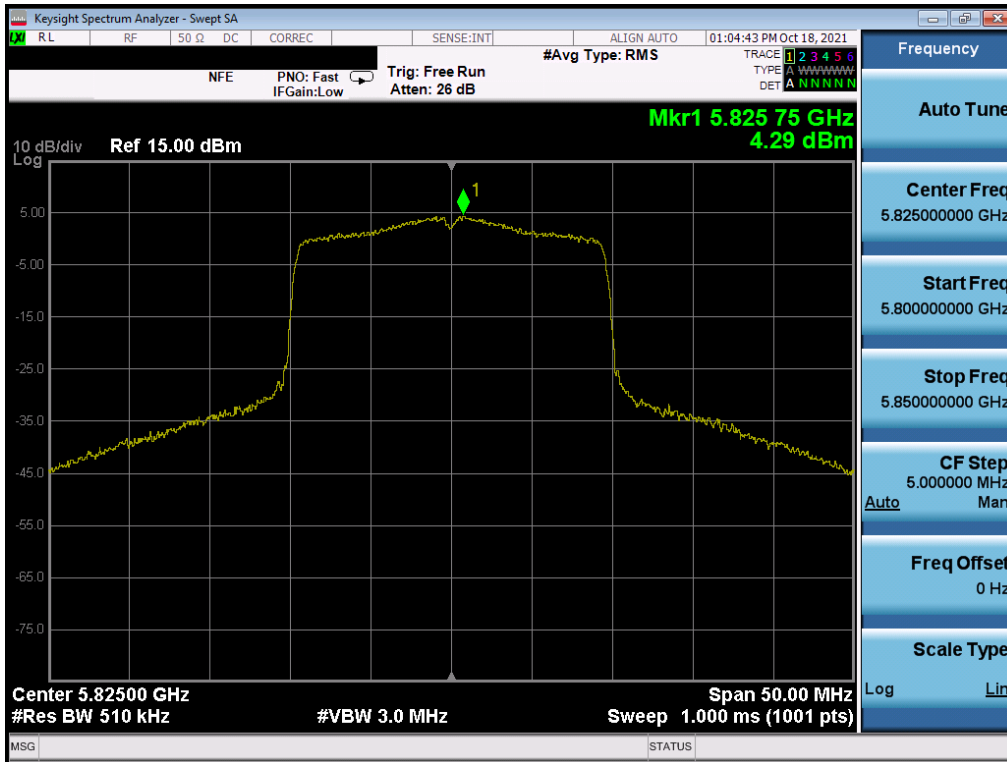 Keysight Spectrum Analyzer - Swept SA
LXI RL RF 50 Ω DC CORREC SENSE:INT ALIGN AUTO 01:04:43 PM Oct 18, 2021
Frequency
#Avg Type: RMS
TRACE 1 2 3 4 5 6
NFE PNO: Fast Trig: Free Run
TYPE A WWWWW
IFGain:Low Atten: 26 dB
DET A N N N N N
Auto Tune
Mkr1 5.825 75 GHz
4.29 dBm
10 dB/div Ref 15.00 dBm
Log
1
5.00
-5.00
-15.0
-25.0
-35.0
-45.0
-55.0
-65.0
-75.0
Center Freq
5.825000000 GHz
Start Freq
5.800000000 GHz
Stop Freq
5.850000000 GHz
CF Step
5.000000 MHz
Auto Man
Freq Offset
0 Hz
Scale Type
Log Lin
Center 5.82500 GHz Span 50.00 MHz
#Res BW 510 kHz #VBW 3.0 MHz Sweep 1.000 ms (1001 pts)
MSG STATUS